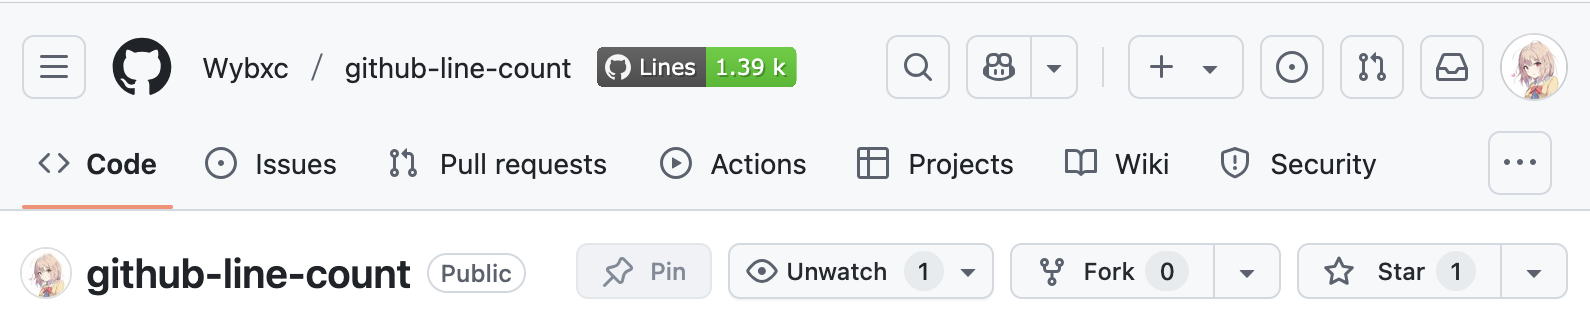 Wybxc / github-line-count Lines 1.39 k
Code Issues Pull requests Actions Projects Wiki Security
github-line-count Public Pin Unwatch 1 Fork 0 Star 1